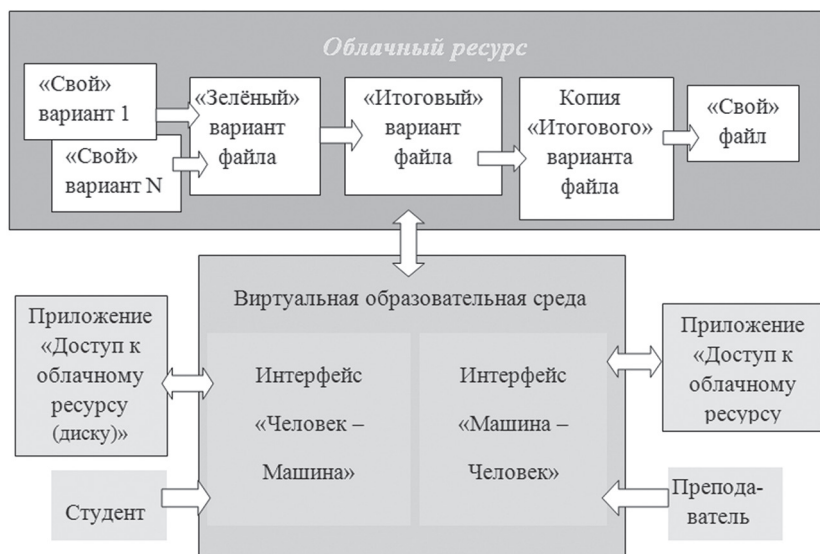 Облачный ресурс
«Свой»
вариант 1
«Свой»
вариант N
«Зелёный»
вариант
файла
«Итоговый»
вариант
файла
Копия
«Итогового»
варианта
файла
«Свой»
файл
Виртуальная образовательная среда
Приложение
«Доступ к
облачному
ресурсу
(диску)»
Интерфейс
«Человек –
Машина»
Интерфейс
«Машина –
Человек»
Приложение
«Доступ к
облачному
ресурсу
Студент
Препода-
ватель